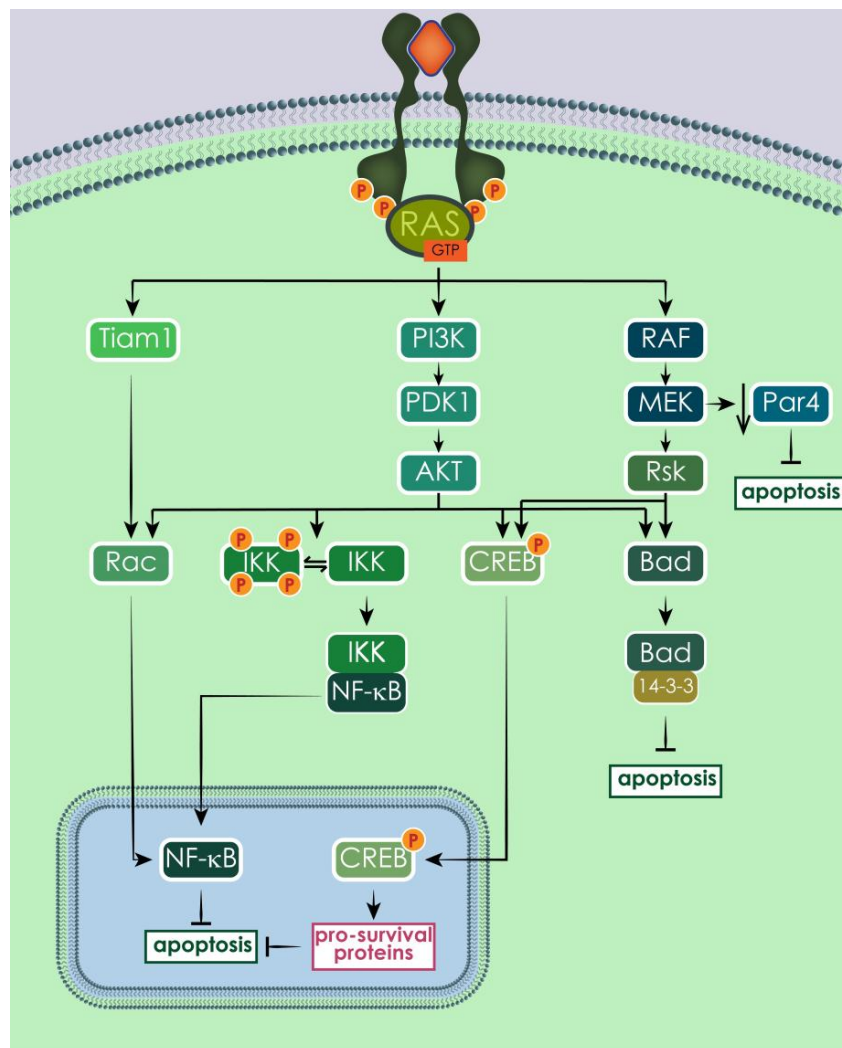 P P P P
RAS
GTP
Tiam1 PI3K RAF
PDK1 MEK Par4
AKT Rsk
apoptosis
P P P
Rac IKK IKK CREB Bad
P P
IKK Bad
NF-κB 14-3-3
apoptosis
P
NF-κB CREB
apoptosis pro-survival
proteins